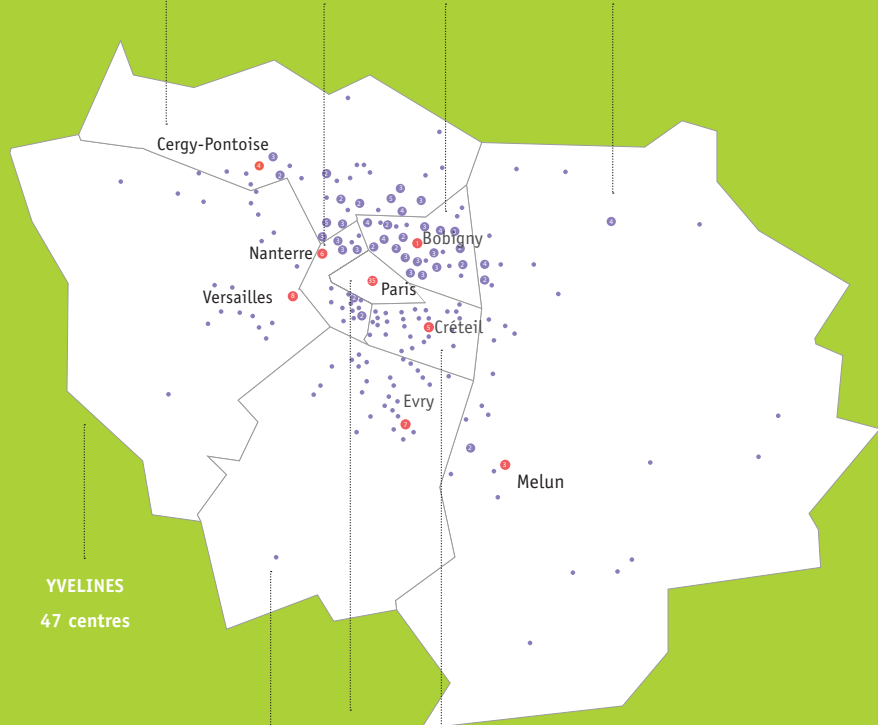 Cergy-Pontoise
Bobigny
Nanterre
Paris
Versailles
Créteil
Evry
Melun
YVELINES
47 centres